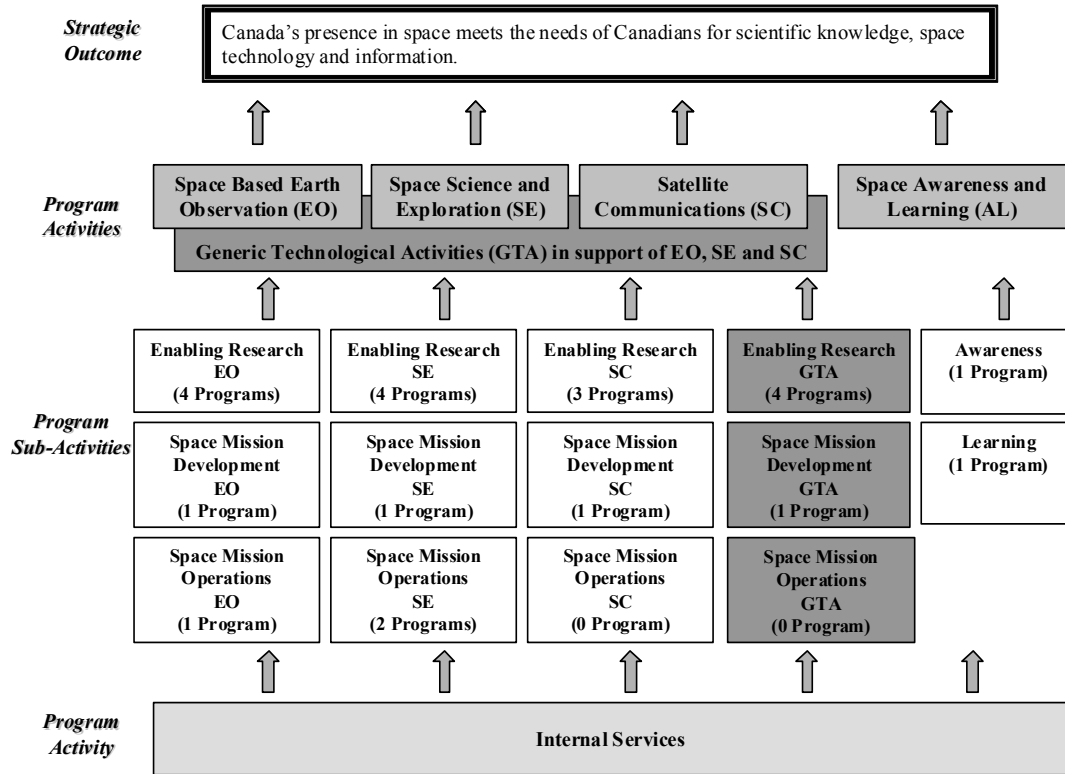 Strategic
Outcome
Canada's presence in space meets the needs of Canadians for scientific knowledge, space
technology and information.
Program
Activities
Space Based Earth
Observation (EO)
Space Science and
Exploration (SE)
Satellite
Communications (SC)
Space Awareness and
Learning (AL)
Generic Technological Activities (GTA) in support of EO, SE and SC
Program
Sub-Activities
Enabling Research
EO
(4 Programs)
Enabling Research
SE
(4 Programs)
Enabling Research
SC
(3 Programs)
Enabling Research
GTA
(4 Programs)
Awareness
(1 Program)
Space Mission
Development
EO
(1 Program)
Space Mission
Development
SE
(1 Program)
Space Mission
Development
SC
(1 Program)
Space Mission
Development
GTA
(1 Program)
Learning
(1 Program)
Space Mission
Operations
EO
(1 Program)
Space Mission
Operations
SE
(2 Programs)
Space Mission
Operations
SC
(0 Program)
Space Mission
Operations
GTA
(0 Program)
Program
Activity
Internal Services